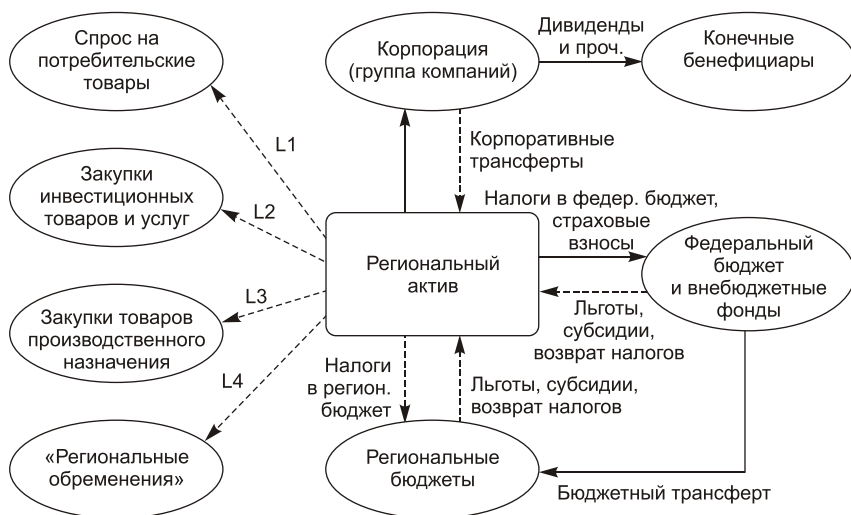 Спрос на
потребительские
товары
Корпорация
(группа компаний)
Дивиденды
и проч.
Конечные
бенефициары
L1
Корпоративные
трансферты
Закупки
инвестиционных
товаров и услуг
L2
Налоги в федер. бюджет,
страховые
взносы
Региональный
актив
Федеральный
бюджет
и внебюджетные
фонды
L3
Закупки товаров
производственного
назначения
Льготы,
субсидии,
возврат налогов
L4
Налоги
в регион.
бюджет
Льготы, субсидии,
возврат налогов
«Региональные
обременения»
Региональные
бюджеты
Бюджетный трансферт